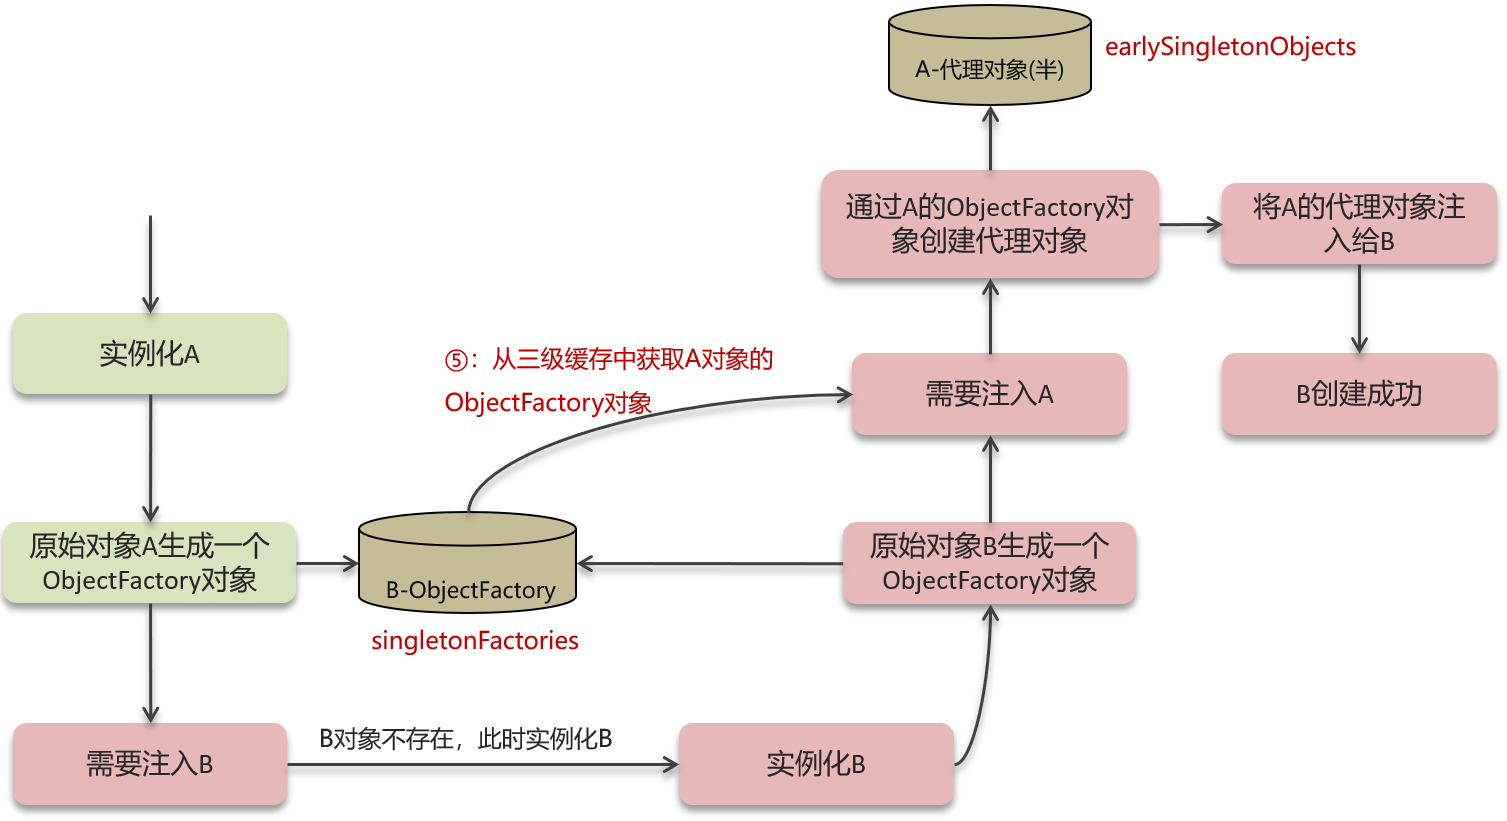 A-代理对象(半)
earlySingletonObjects
通过A的ObjectFactory对
象创建代理对象
将A的代理对象注
入给B
实例化A
⑤：从三级缓存中获取A对象的
ObjectFactory对象
需要注入A
B创建成功
原始对象A生成一个
ObjectFactory对象
B-ObjectFactory
singletonFactories
原始对象B生成一个
ObjectFactory对象
需要注入B
B对象不存在，此时实例化B
实例化B